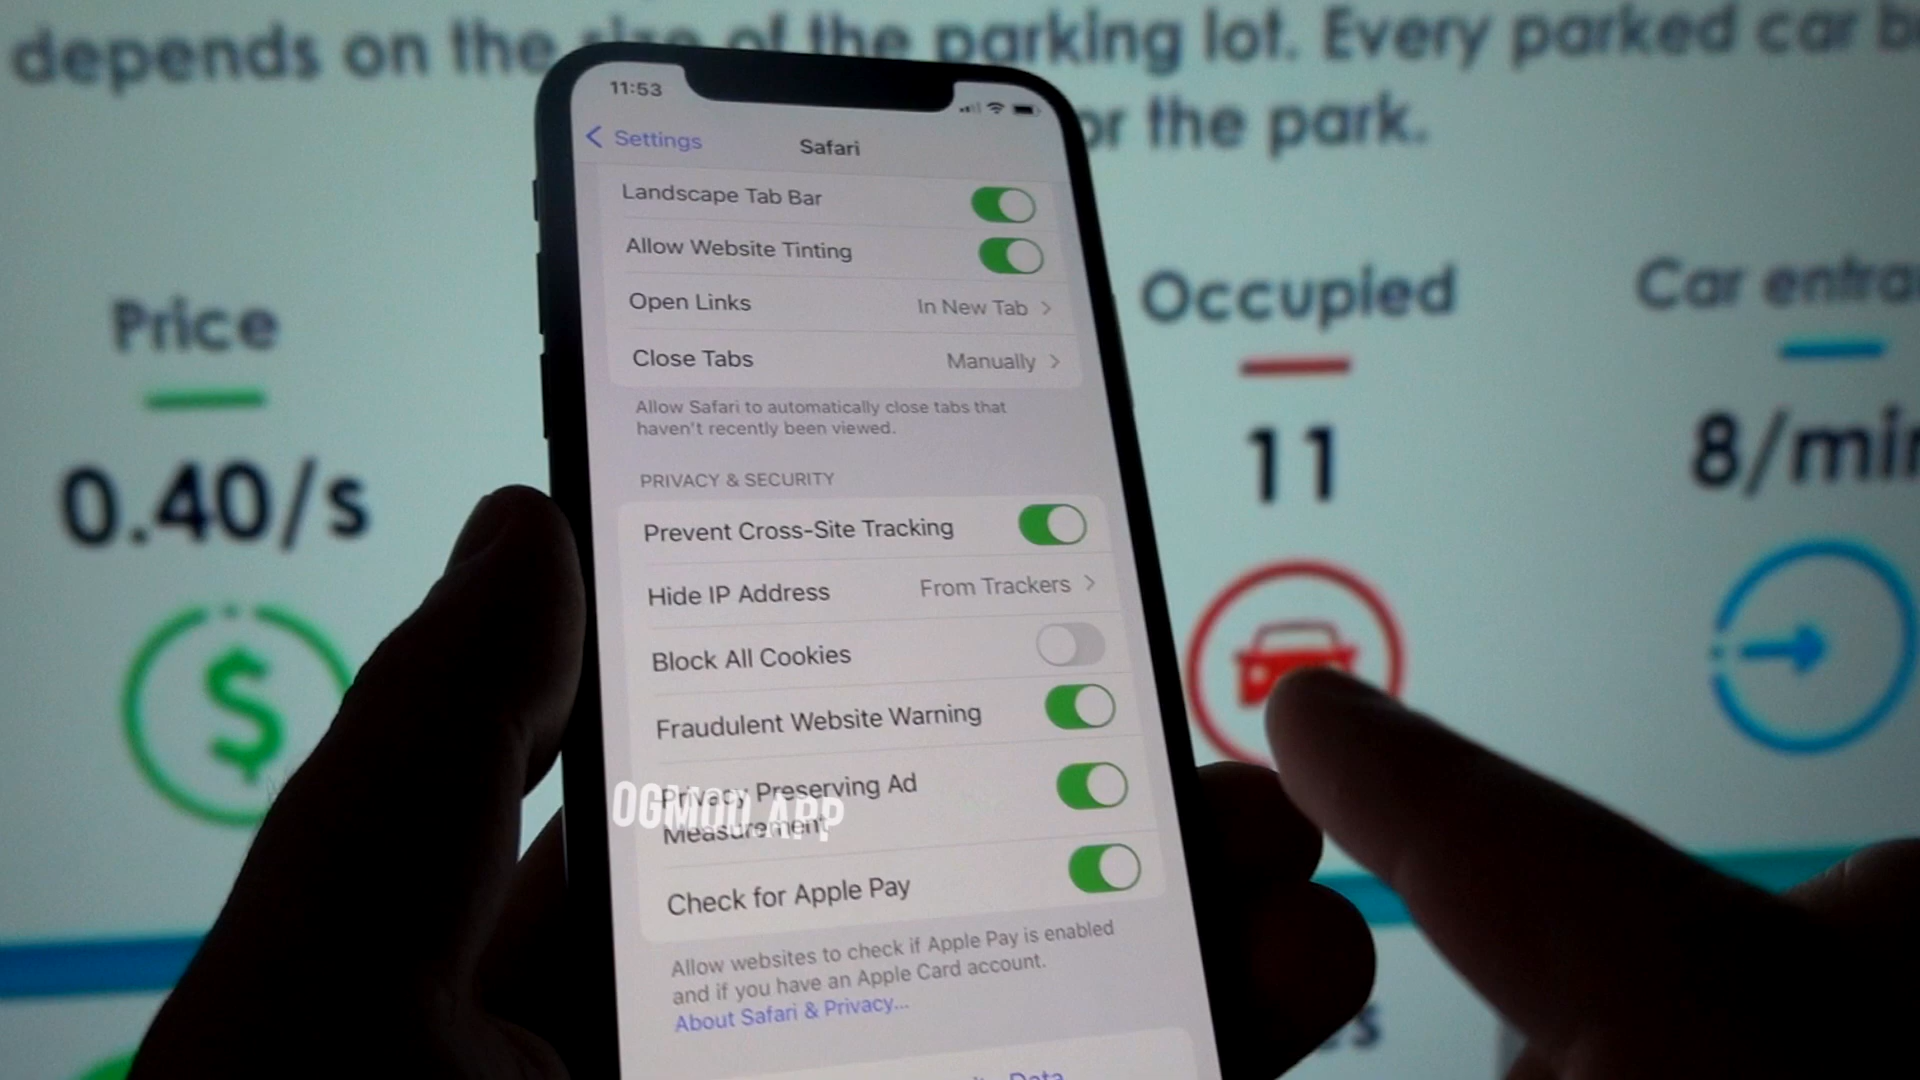 depends on the size of the parking lot. Every parked car
or the park.
11:53
Settings
Safari
Landscape Tab Bar
Allow Website Tinting
Open Links In New Tab
Close Tabs Manually
Allow Safari to automatically close tabs that
haven't recently been viewed.
PRIVACY & SECURITY
Prevent Cross-Site Tracking
Hide IP Address From Trackers
Block All Cookies
Fraudulent Website Warning
Privacy Preserving Ad
Measurement
OGMOD.APP
Check for Apple Pay
Allow websites to check if Apple Pay is enabled
and if you have an Apple Card account.
About Safari & Privacy...
Data
Price
0.40/s
$
Occupied
11
Car
8/min